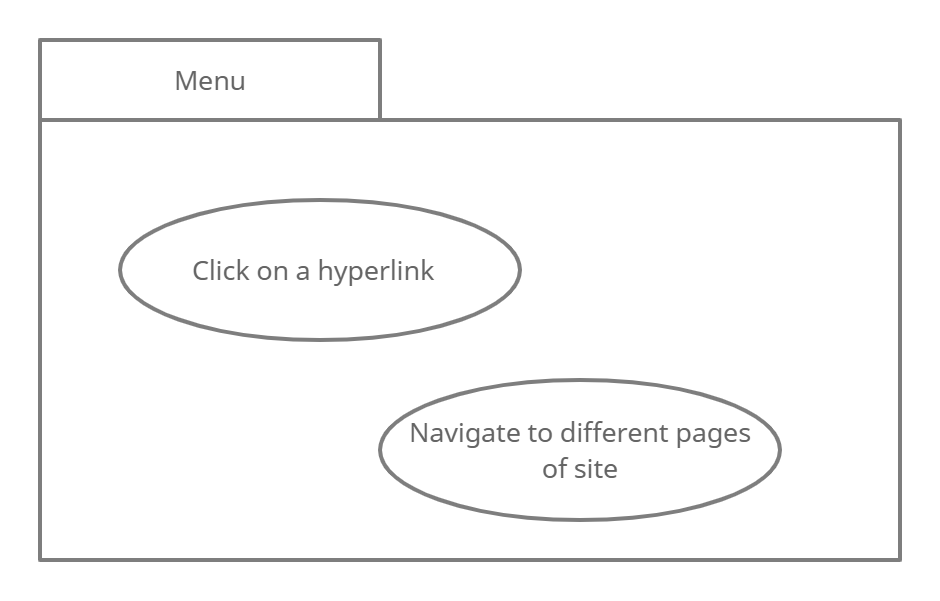 Menu
Click on a hyperlink
Navigate to different pages
of site